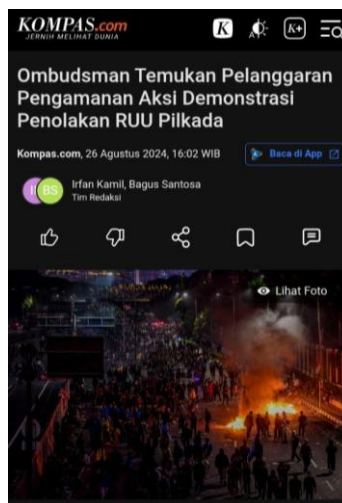 KOMPAS.com
JERNIH MELIHAT DUNIA
K
K+
Ombudsman Temukan Pelanggaran
Pengamanan Aksi Demonstrasi
Penolakan RUU Pilkada
Kompas.com, 26 Agustus 2024, 16:02 WIB
Baca di App
BS
Irfan Kamil, Bagus Santosa
Tim Redaksi
Lihat Foto